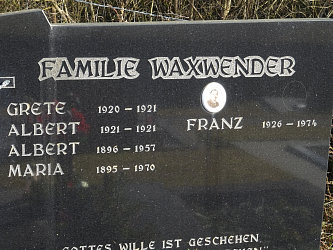 FAMILIE WAXWENDER
GRETE 1920 - 1921
ALBERT 1921 - 1921 FRANZ 1926 - 1974
ALBERT 1896 - 1957
MARIA 1895 - 1970
GOTTES WILLE IST GESCHEHEN,